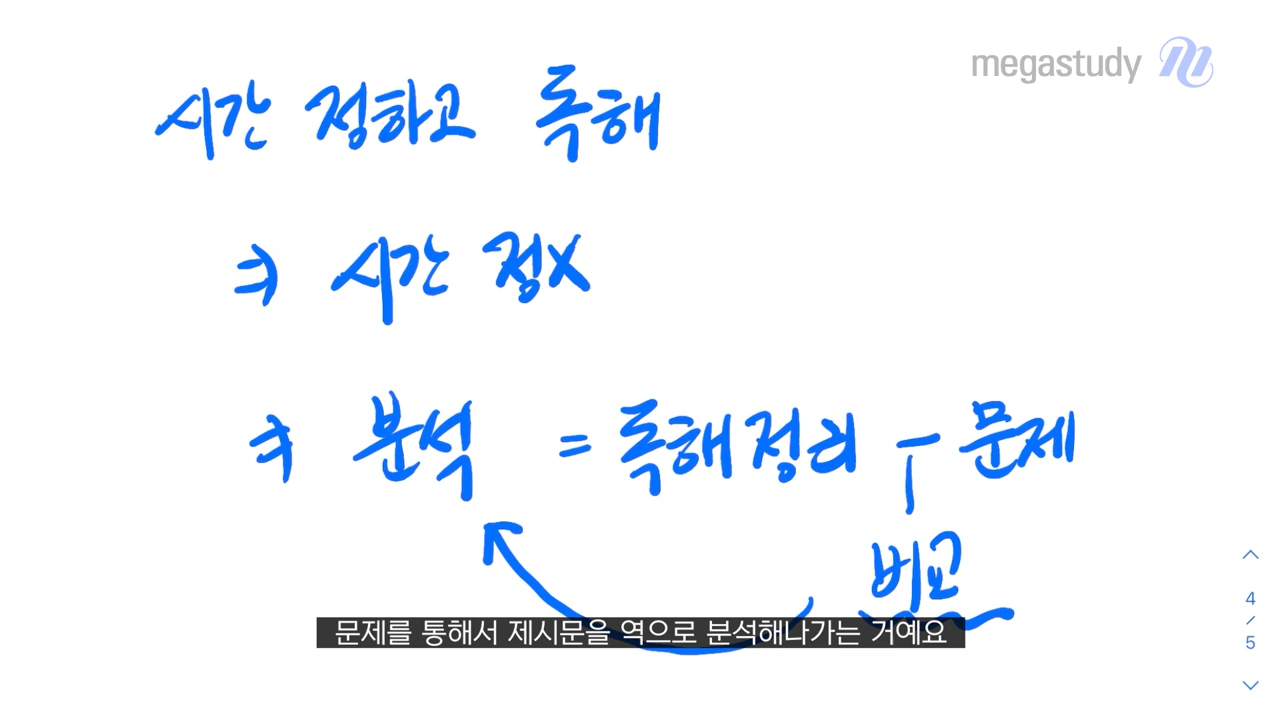 megastudy
시간 정하고 독해
⇒ 시간 정X
⇒ 분석 = 독해정리 - 문제
비교
문제를 통해서 제시문을 역으로 분석해나가는 거예요
4
/
5